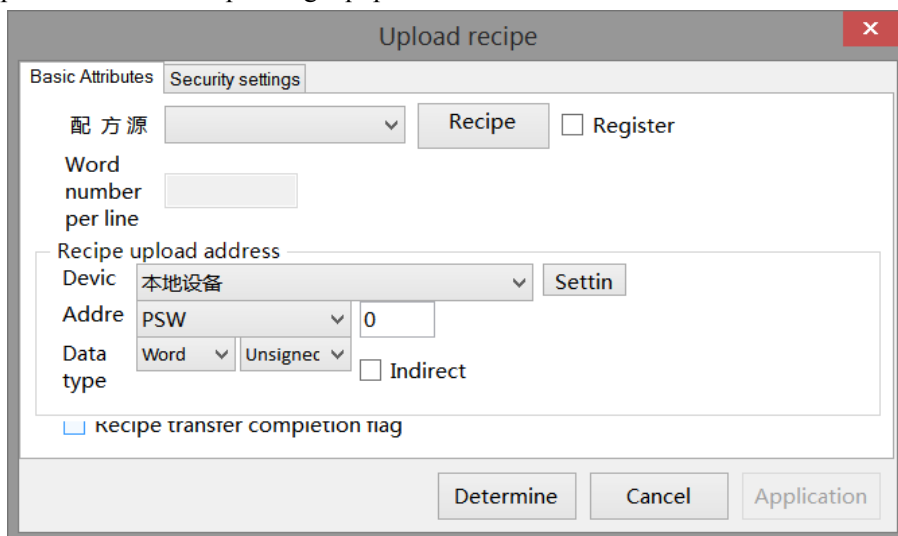 Upload recipe
Basic Attributes Security settings
配 方 源 Recipe Register
Word
numbe
r
per line
Recipe upload address
Devic 本地设备 Settin
Addre PSW 0
Data
type Word Unsignec Indirect
Recipe transfer completion flag
Determine Cancel Application